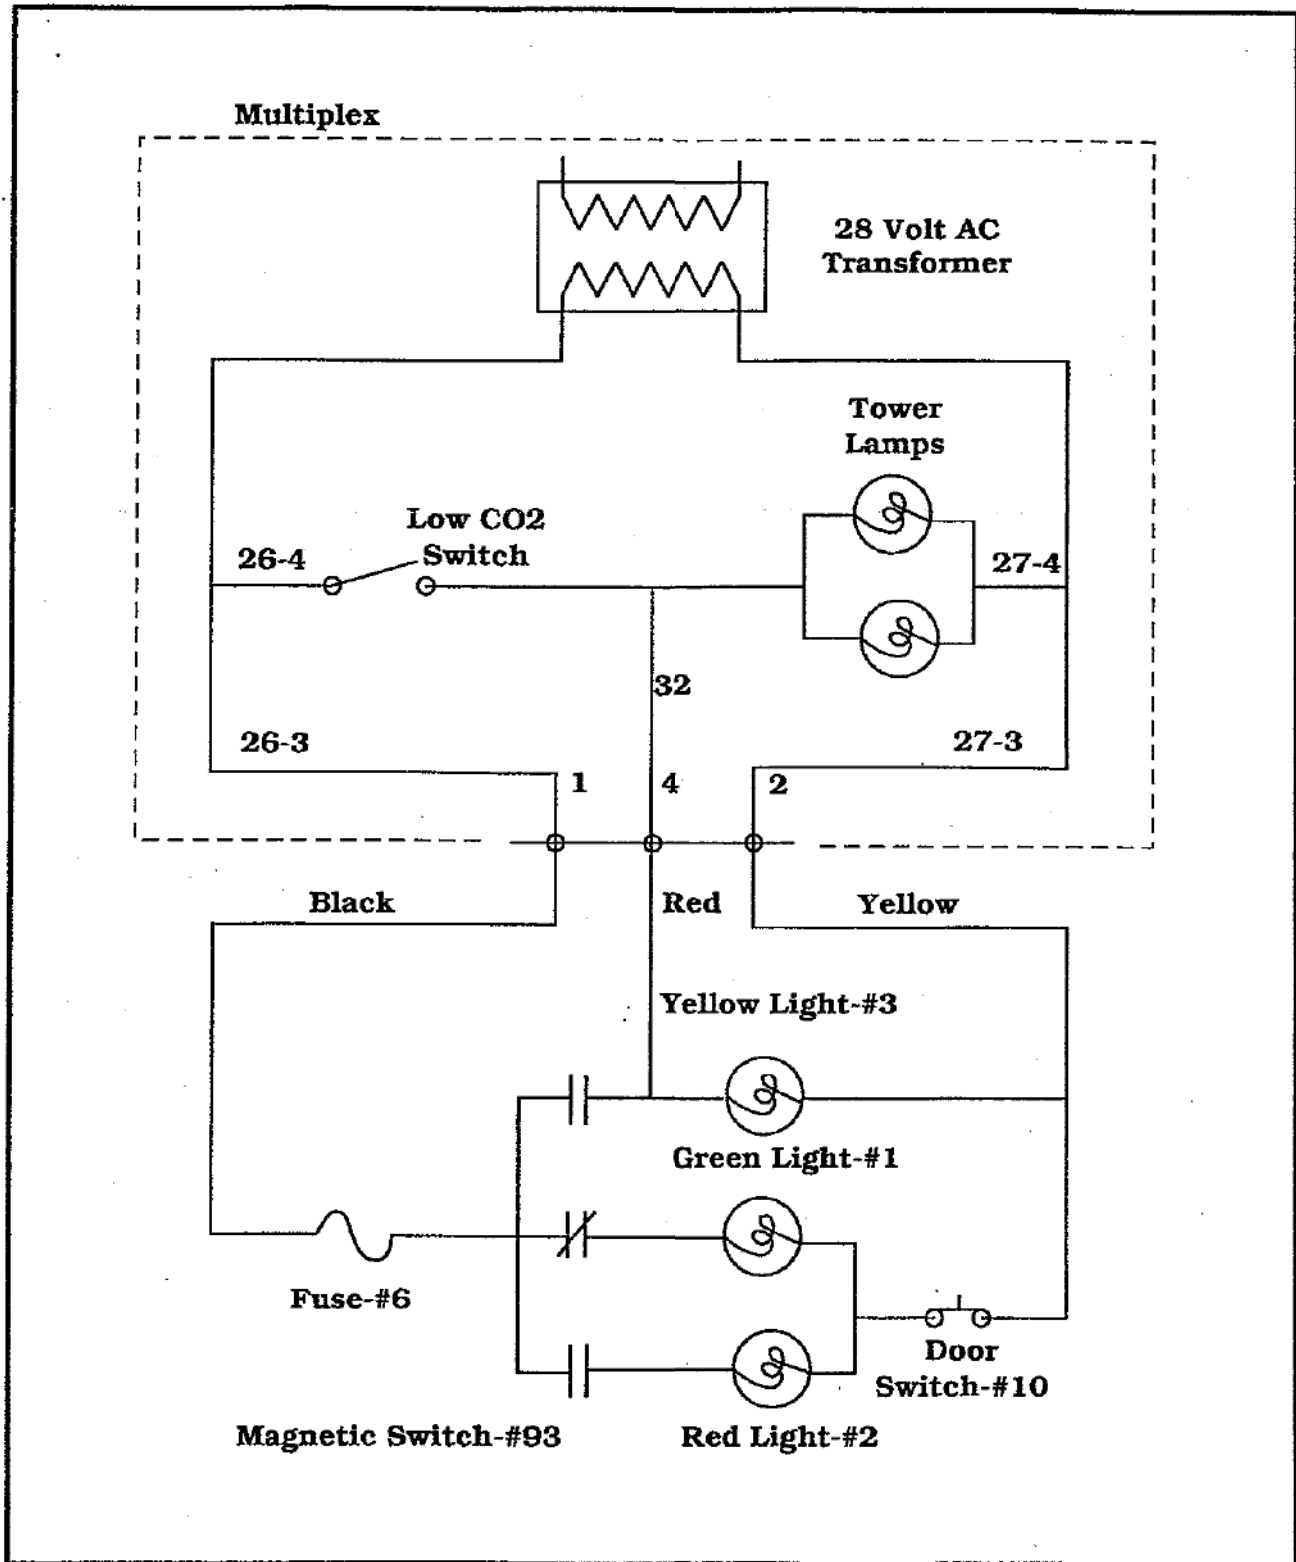 Multiplex
28 Volt AC
Transformer
Tower
Lamps
Low CO2
Switch
26-4
27-4
32
26-3
27-3
1
4
2
Black
Red
Yellow
Yellow Light-#3
Green Light-#1
Fuse-#6
Door
Switch-#10
Magnetic Switch-#93
Red Light-#2